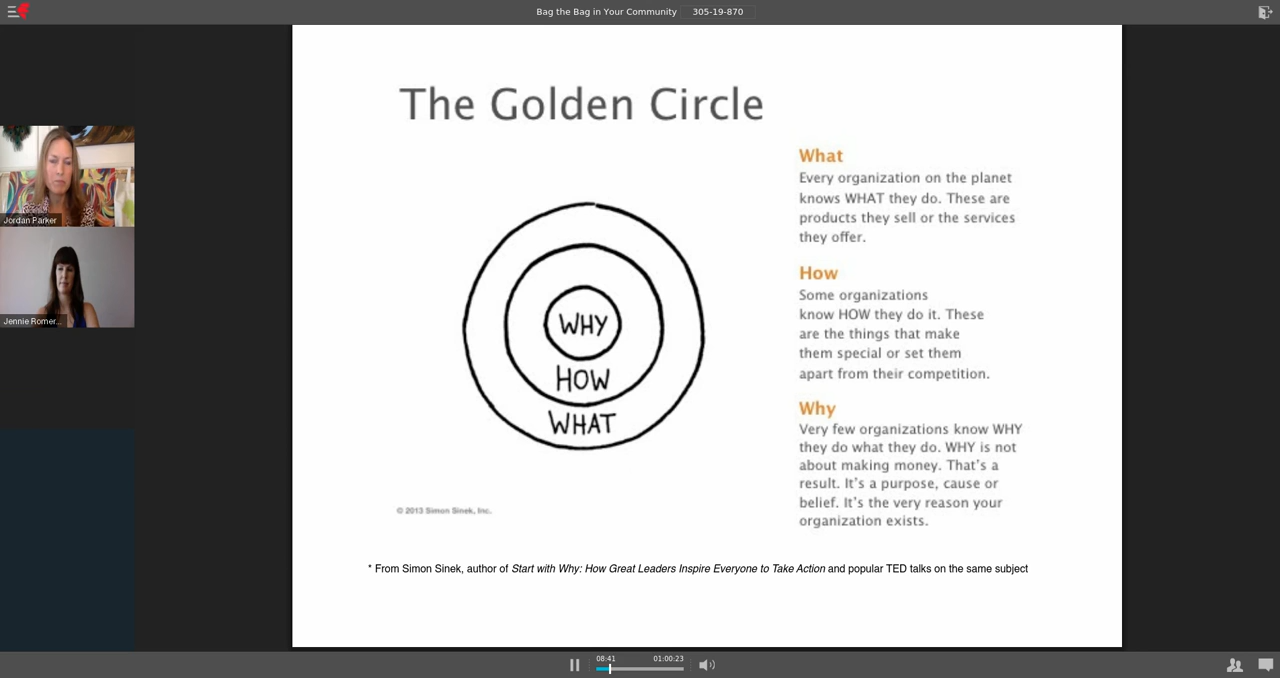 Bag the Bag in Your Community 305-19-870
The Golden Circle
WHY
HOW
WHAT
What
Every organization on the planet
knows WHAT they do. These are
products they sell or the services
they offer.
How
Some organizations
know HOW they do it. These
are the things that make
them special or set them
apart from their competition.
Why
Very few organizations know WHY
they do what they do. WHY is not
about making money. That's a
result. It's a purpose, cause or
belief. It's the very reason your
organization exists.
© 2013 Simon Sinek, Inc.
* From Simon Sinek, author of Start with Why: How Great Leaders Inspire Everyone to Take Action and popular TED talks on the same subject
Jordan Parker
Jennie Romer...
08:41 01:00:23